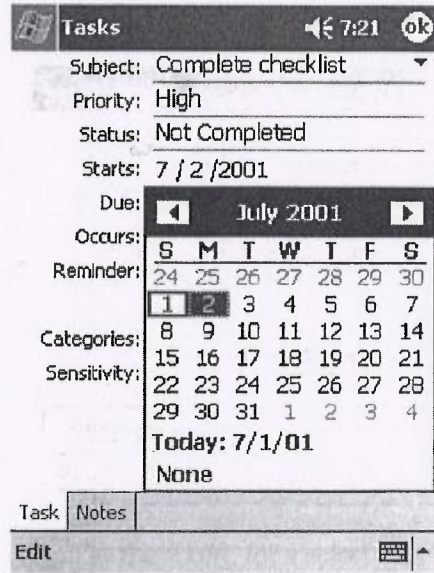 Tasks 7:21 ok
Subject: Complete checklist
Priority: High
Status: Not Completed
Starts: 7 / 2 /2001
Due:
July 2001
Occurs:
S M T W T F S
Reminder:
24 25 26 27 28 29 30
1 2 3 4 5 6 7
Categories:
8 9 10 11 12 13 14
15 16 17 18 19 20 21
Sensitivity:
22 23 24 25 26 27 28
29 30 31 1 2 3 4
Today: 7/1/01
None
Task Notes
Edit